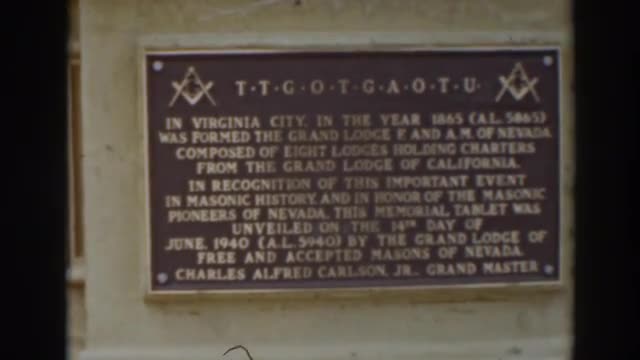 T·T·G·O·T·G·A·O·T·U·
IN VIRGINIA CITY, IN THE YEAR 1865 (A.L. 5865)
WAS FORMED THE GRAND LODGE F. AND A.M. OF NEVADA
COMPOSED OF EIGHT LODGES HOLDING CHARTERS
FROM THE GRAND LODGE OF CALIFORNIA.
IN RECOGNITION OF THIS IMPORTANT EVENT
IN MASONIC HISTORY, AND IN HONOR OF THE MASONIC
PIONEERS OF NEVADA, THIS MEMORIAL TABLET WAS
UNVEILED ON THE 14TH DAY OF
JUNE, 1940 (A.L. 5940) BY THE GRAND LODGE OF
FREE AND ACCEPTED MASONS OF NEVADA.
CHARLES ALFRED CARLSON, JR., GRAND MASTER